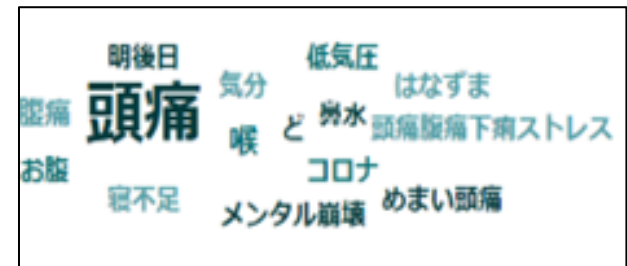 明後日
低気圧
気分
はなずま
腹痛
頭痛
喉
ど
鼻水
頭痛腹痛下痢ストレス
お腹
コロナ
寝不足
メンタル崩壊
めまい頭痛